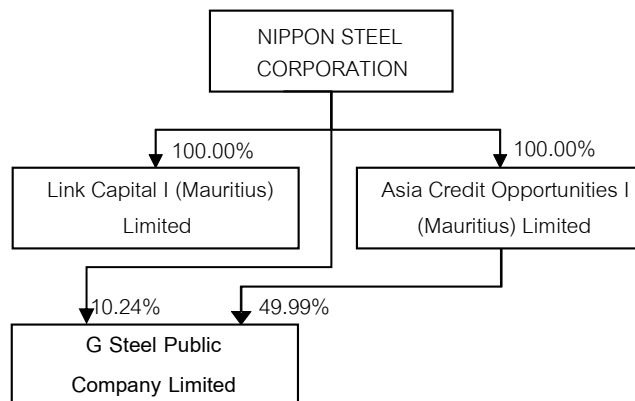 NIPPON STEEL
CORPORATION
100.00%
100.00%
Link Capital I (Mauritius)
Limited
Asia Credit Opportunities I
(Mauritius) Limited
10.24%
49.99%
G Steel Public
Company Limited